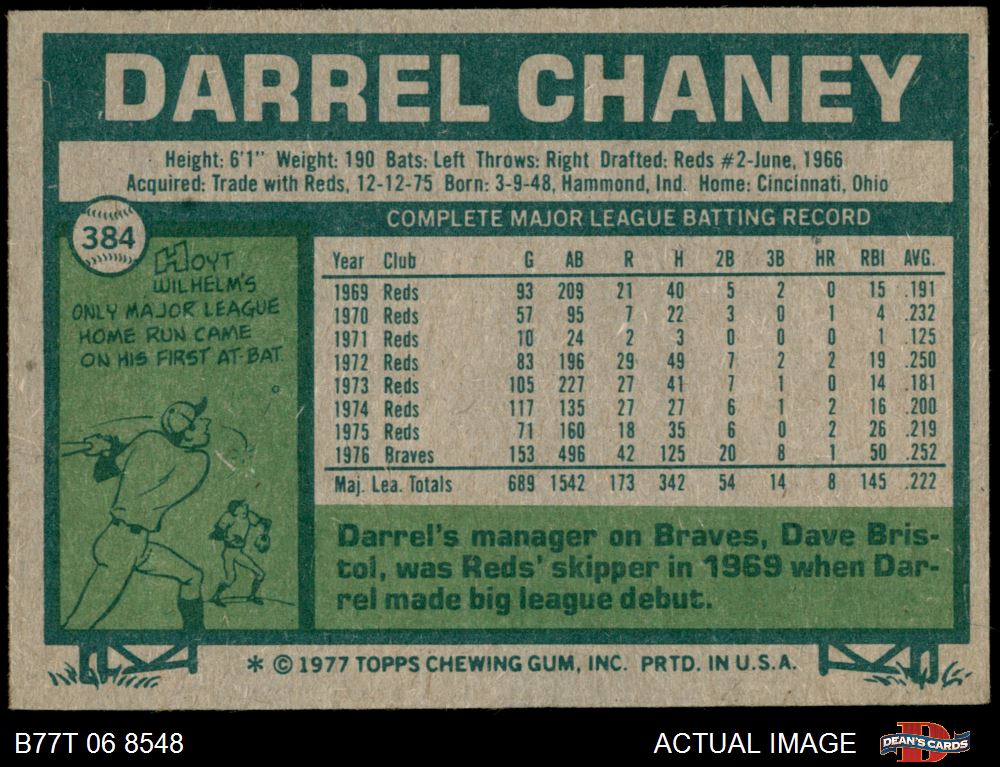 DARREL CHANEY
Height: 6'1" Weight: 190 Bats: Left Throws: Right Drafted: Reds #2-June, 1966
Acquired: Trade with Reds, 12-12-75 Born: 3-9-48, Hammond, Ind. Home: Cincinnati, Ohio
384
HOYT
WILHELM'S
ONLY MAJOR LEAGUE
HOME RUN CAME
ON HIS FIRST AT-BAT.
COMPLETE MAJOR LEAGUE BATTING RECORD
Year Club G AB R H 2B 3B HR RBI AVG.
1969 Reds 93 209 21 40 5 2 0 15 .191
1970 Reds 57 95 7 22 3 0 1 4 .232
1971 Reds 10 24 2 3 0 0 0 1 .125
1972 Reds 83 196 29 49 7 2 2 19 .250
1973 Reds 105 227 27 41 7 1 0 14 .181
1974 Reds 117 135 27 27 6 1 2 16 .200
1975 Reds 71 160 18 35 6 0 2 26 .219
1976 Braves 153 496 42 125 20 8 1 50 .252
Maj. Lea. Totals 689 1542 173 342 54 14 8 145 .222
Darrel's manager on Braves, Dave Bris-
tol, was Reds' skipper in 1969 when Dar-
rel made big league debut.
* © 1977 TOPPS CHEWING GUM, INC. PRTD. IN U.S.A.
B77T 06 8548
ACTUAL IMAGE
D
DEAN'S CARDS